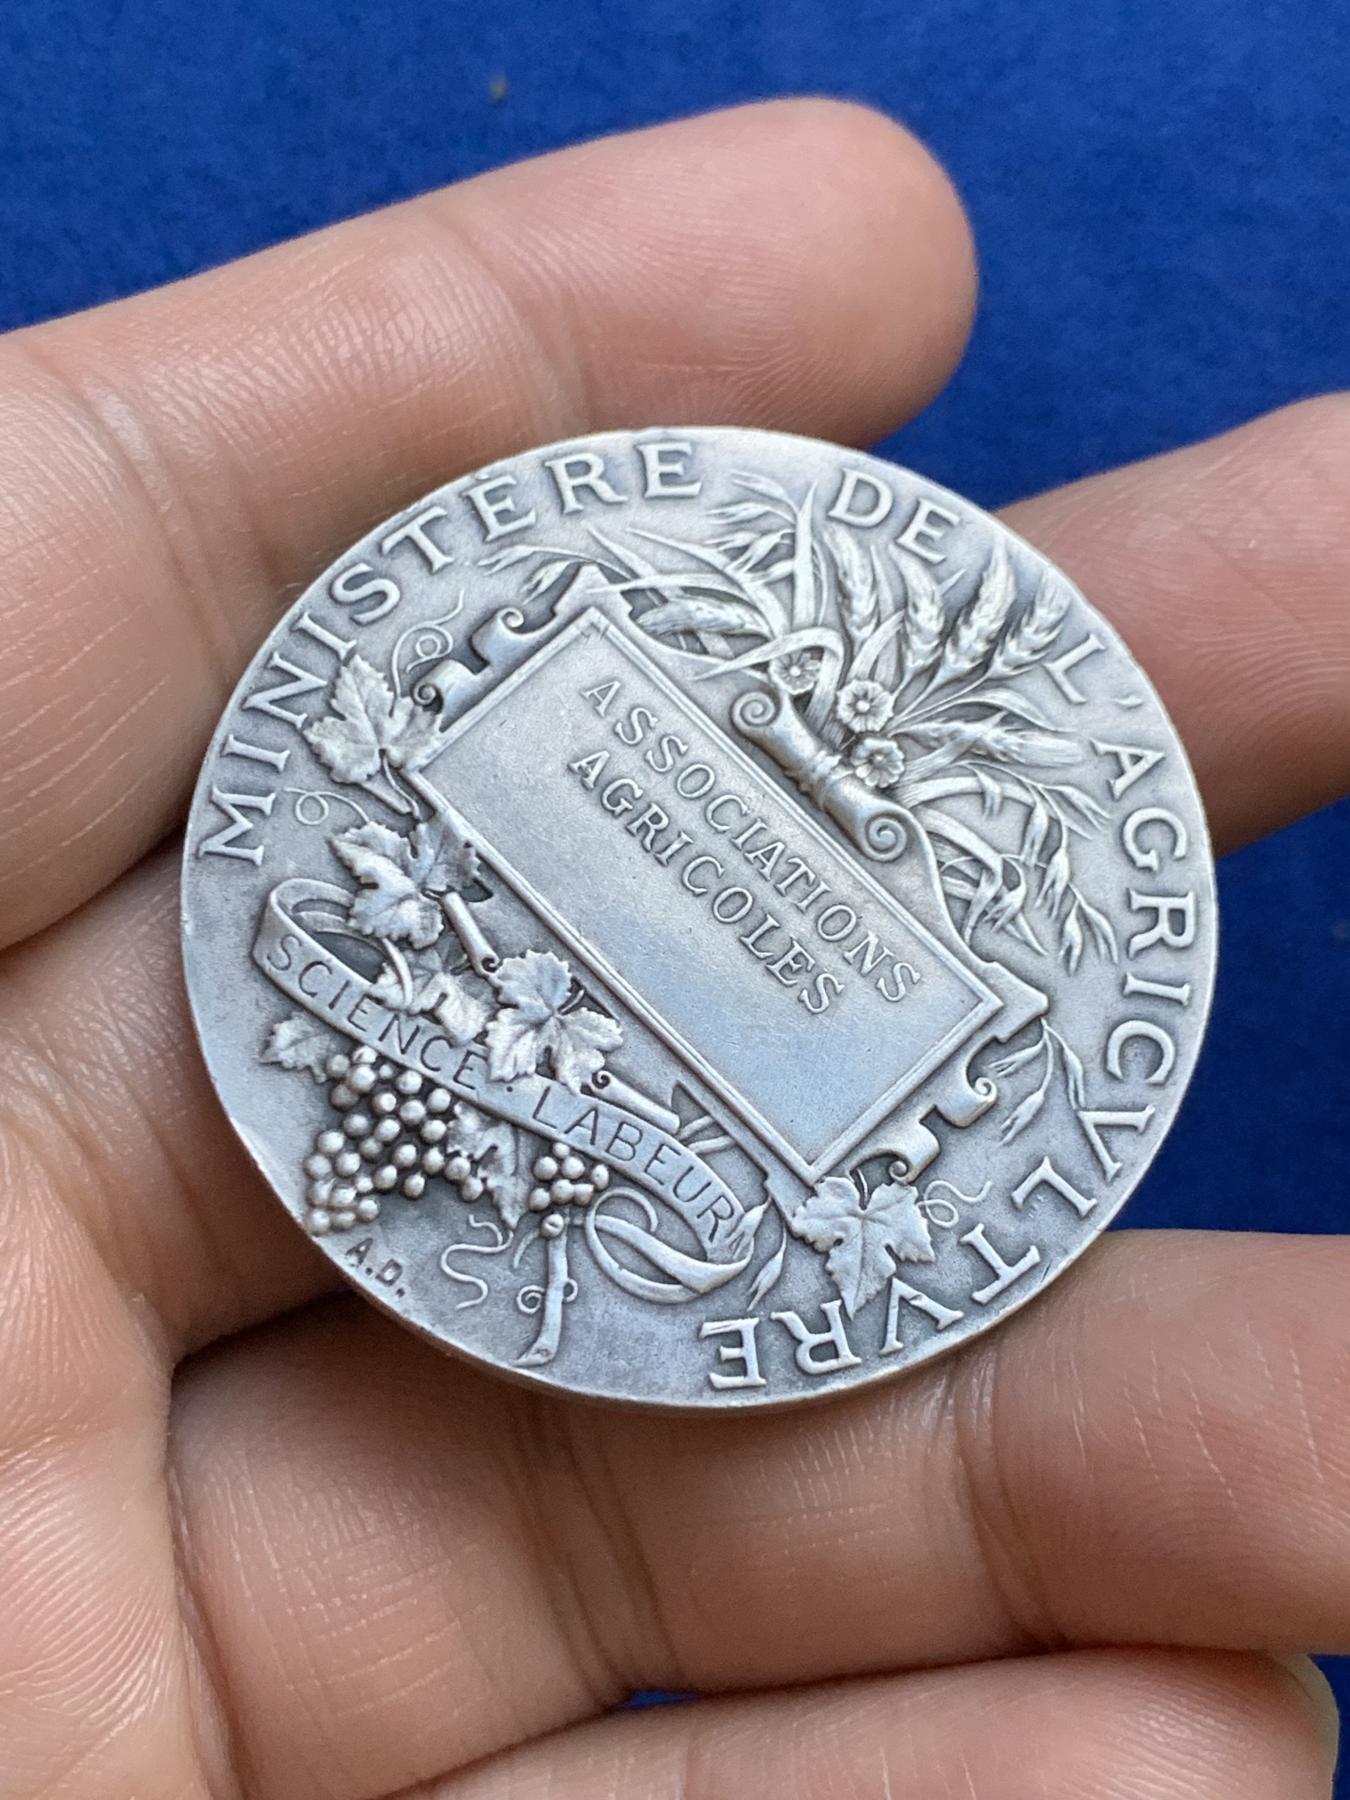 MINISTÈRE DE L'AGRICVLTVRE
ASSOCIATIONS
AGRICOLES
SCIENCE . LABEUR
A.D.